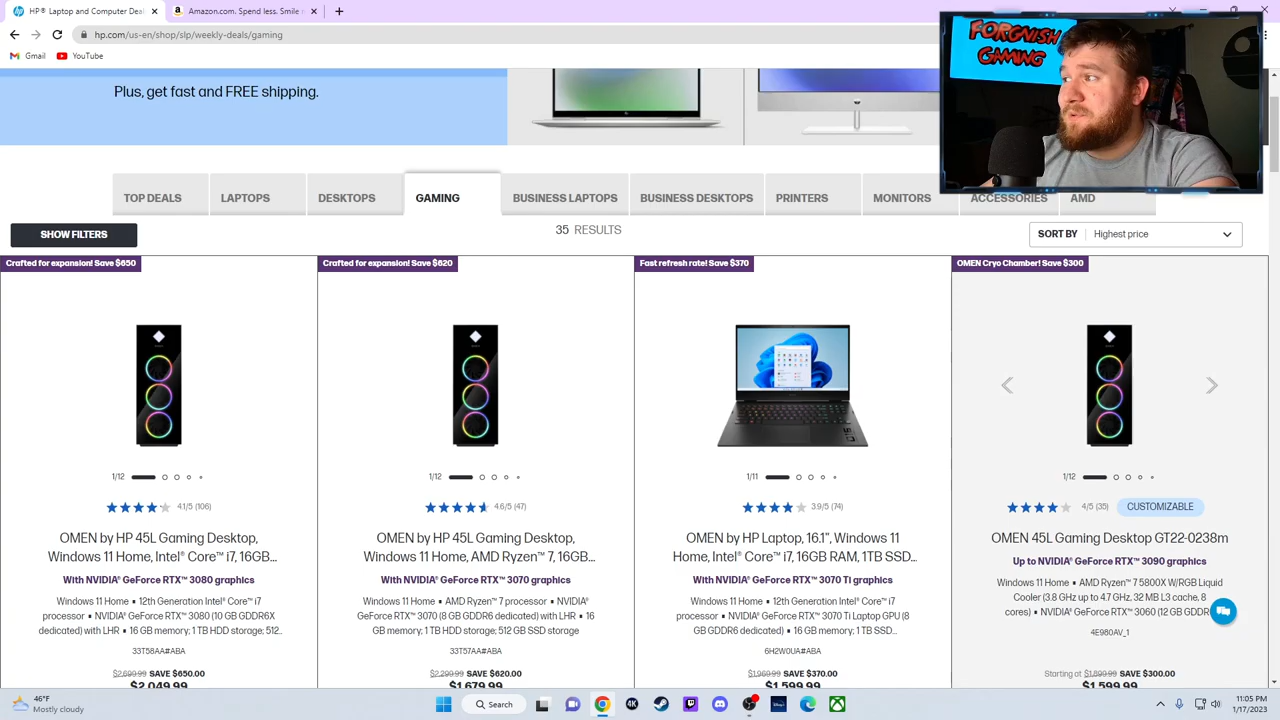 HP® Laptop and Computer Deals
Amazon.com. Spend less. Smile
hp.com/us-en/shop/slp/weekly-deals/gaming
Gmail YouTube
FORGNISH
GAMING
Plus, get fast and FREE shipping.
TOP DEALS LAPTOPS DESKTOPS GAMING BUSINESS LAPTOPS BUSINESS DESKTOPS PRINTERS MONITORS ACCESSORIES AMD
SHOW FILTERS
35 RESULTS
SORT BY Highest price
Crafted for expansion! Save $650
1/12
4.1/5 (106)
OMEN by HP 45L Gaming Desktop,
Windows 11 Home, Intel® Core™ i7, 16GB...
With NVIDIA® GeForce RTX™ 3080 graphics
Windows 11 Home ▪ 12th Generation Intel® Core™ i7
processor ▪ NVIDIA® GeForce RTX™ 3080 (10 GB GDDR6X
dedicated) with LHR ▪ 16 GB memory; 1 TB HDD storage; 512..
33T58AA#ABA
$2,699.99 SAVE $650.00
$2,049.99
Crafted for expansion! Save $620
1/12
4.6/5 (47)
OMEN by HP 45L Gaming Desktop,
Windows 11 Home, AMD Ryzen™ 7, 16GB...
With NVIDIA® GeForce RTX™ 3070 graphics
Windows 11 Home ▪ AMD Ryzen™ 7 processor ▪ NVIDIA®
GeForce RTX™ 3070 (8 GB GDDR6 dedicated) with LHR ▪ 16
GB memory; 1 TB HDD storage; 512 GB SSD storage
33T57AA#ABA
$2,299.99 SAVE $620.00
$1,679.99
Fast refresh rate! Save $370
1/11
3.9/5 (74)
OMEN by HP Laptop, 16.1", Windows 11
Home, Intel® Core™ i7, 16GB RAM, 1TB SSD...
With NVIDIA® GeForce RTX™ 3070 Ti graphics
Windows 11 Home ▪ 12th Generation Intel® Core™ i7
processor ▪ NVIDIA® GeForce RTX™ 3070 Ti Laptop GPU (8
GB GDDR6 dedicated) ▪ 16 GB memory; 1 TB SSD...
6H2W0UA#ABA
$1,969.99 SAVE $370.00
$1,599.99
OMEN Cryo Chamber! Save $300
1/12
4/5 (35) CUSTOMIZABLE
OMEN 45L Gaming Desktop GT22-0238m
Up to NVIDIA® GeForce RTX™ 3090 graphics
Windows 11 Home ▪ AMD Ryzen™ 7 5800X W/RGB Liquid
Cooler (3.8 GHz up to 4.7 GHz, 32 MB L3 cache, 8
cores) ▪ NVIDIA® GeForce RTX™ 3060 (12 GB GDDR
4E980AV_1
Starting at $1,899.99 SAVE $300.00
$1,599.99
46°F
Mostly cloudy
Search
11:05 PM
1/17/2023